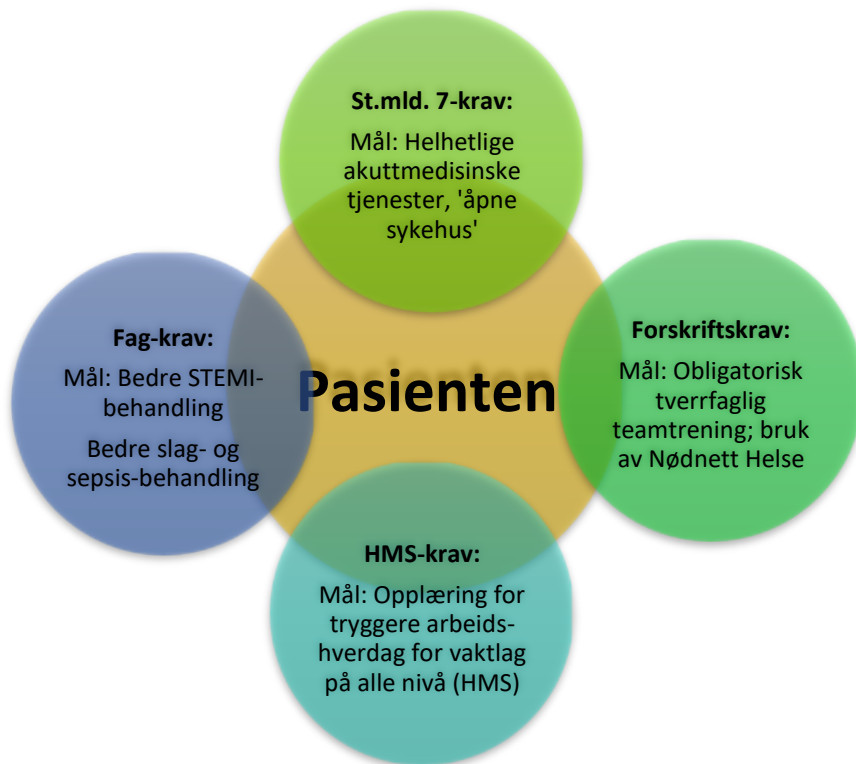 St.mld. 7-krav:
Mål: Helhetlige
akuttmedisinske
tjenester, 'åpne
sykehus'
Fag-krav:
Mål: Bedre STEMI-
behandling
Bedre slag- og
sepsis-behandling
Pasienten
Forskriftskrav:
Mål: Obligatorisk
tverrfaglig
teamtrening; bruk
av Nødnett Helse
HMS-krav:
Mål: Opplæring for
tryggere arbeids-
hverdag for vaktlag
på alle nivå (HMS)